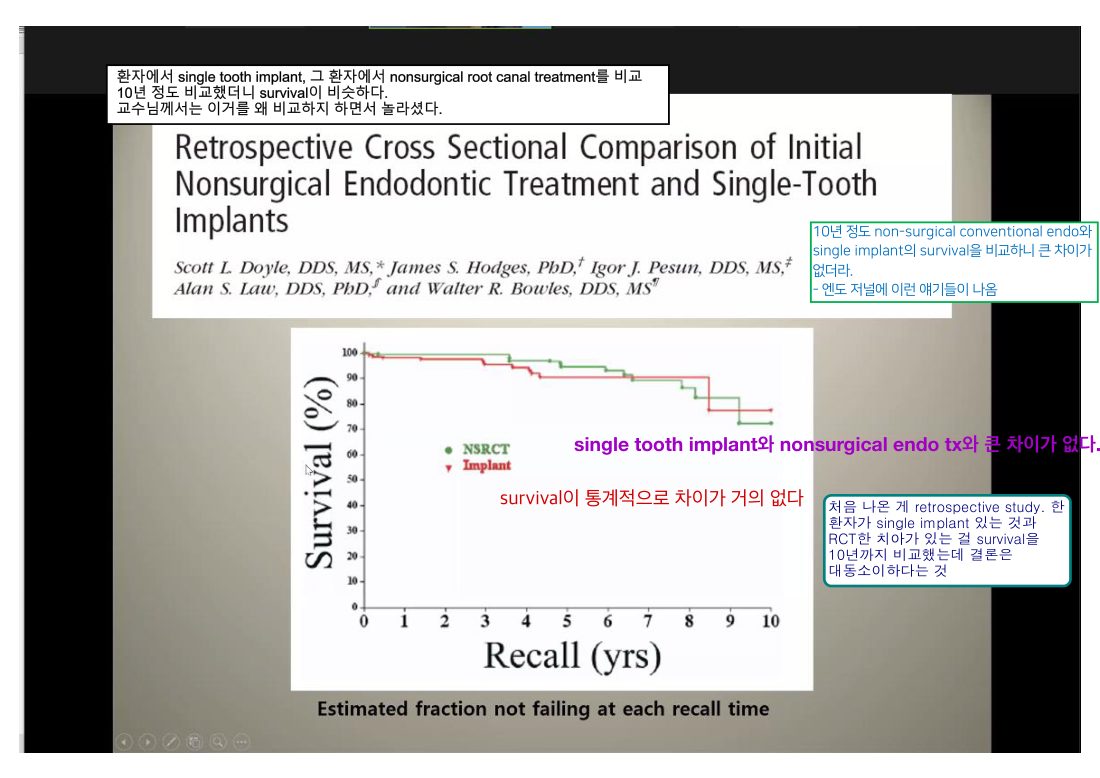 환자에서 single tooth implant, 그 환자에서 nonsurgical root canal treatment를 비교
10년 정도 비교했더니 survival이 비슷하다.
교수님께서는 이거를 왜 비교하지 하면서 놀라셨다.
Retrospective Cross Sectional Comparison of Initial
Nonsurgical Endodontic Treatment and Single-Tooth
Implants
Scott L. Doyle, DDS, MS,* James S. Hodges, PhD,† Igor J. Pesun, DDS, MS,‡
Alan S. Law, DDS, PhD,§ and Walter R. Bowles, DDS, MS¶
10년 정도 non-surgical conventional endo와
single implant의 survival을 비교하니 큰 차이가
없더라.
- 엔도 저널에 이런 얘기들이 나옴
Survival (%)
100
90
80
70
60
50
40
30
20
10
0
NSRCT
Implant
single tooth implant와 nonsurgical endo tx와 큰 차이가 없다.
survival이 통계적으로 차이가 거의 없다
처음 나온 게 retrospective study. 한
환자가 single implant 있는 것과
RCT한 치아가 있는 걸 survival을
10년까지 비교했는데 결론은
대동소이하다는 것
0 1 2 3 4 5 6 7 8 9 10
Recall (yrs)
Estimated fraction not failing at each recall time